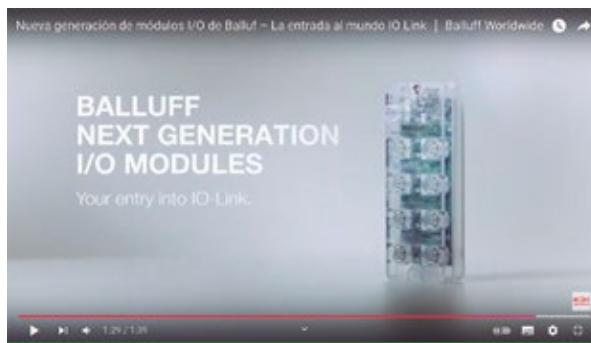 Nueva generación de módulos I/O de Balluf – La entrada al mundo IO Link | Balluff Worldwide
BALLUFF
NEXT GENERATION
I/O MODULES
Your entry into IO-Link.
1:29 / 1:39